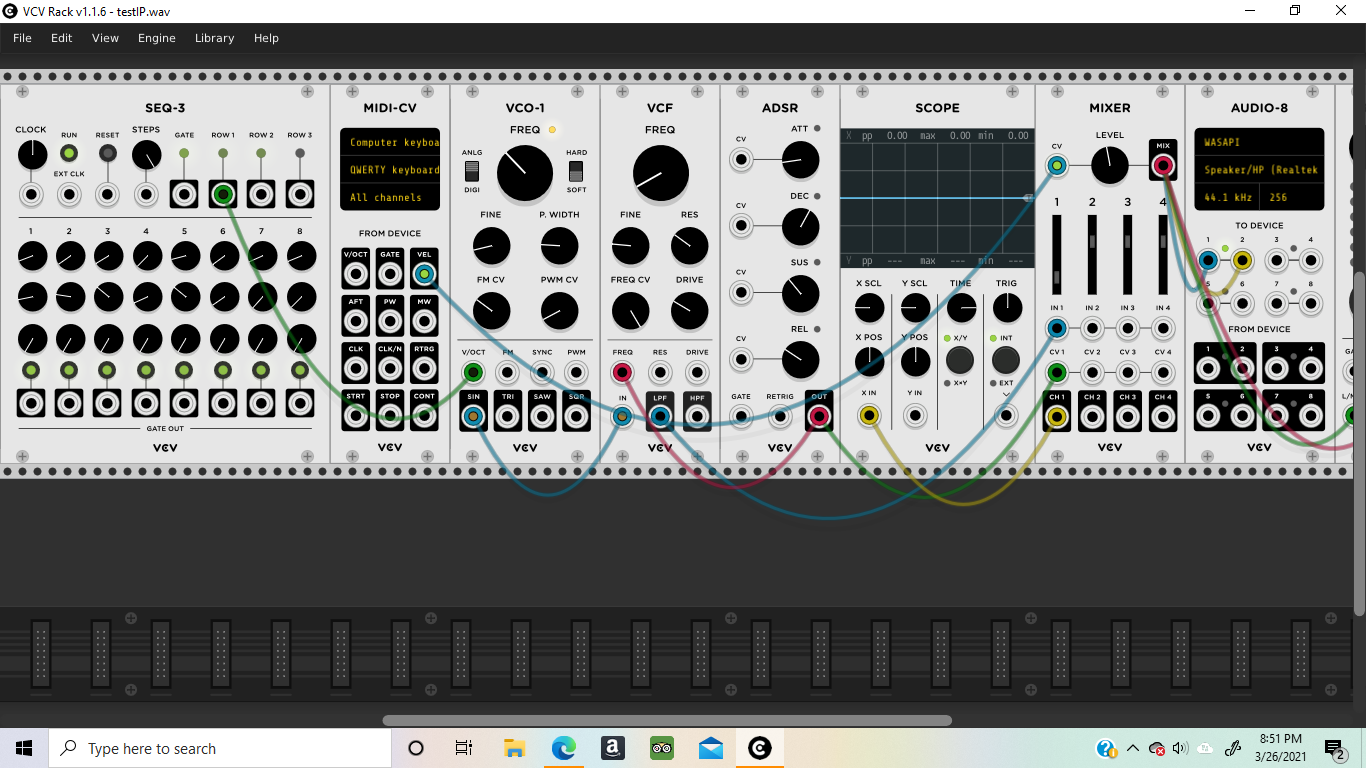 VCV Rack v1.1.6 - testIP.wav
File Edit View Engine Library Help
SEQ-3
CLOCK RUN RESET STEPS GATE ROW 1 ROW 2 ROW 3
EXT CLK
1 2 3 4 5 6 7 8
GATE OUT
VCV
MIDI-CV
Computer keyboa
QWERTY keyboard
All channels
FROM DEVICE
V/OCT GATE VEL
AFT PW MW
CLK CLK/N RTRG
STRT STOP CONT
VCV
VCO-1
FREQ
ANLG HARD
DIGI SOFT
FINE P. WIDTH
FM CV PWM CV
V/OCT FM SYNC PWM
SIN TRI SAW SQR
VCV
VCF
FREQ
FINE RES
FREQ CV DRIVE
FREQ RES DRIVE
IN LPF HPF
VCV
ADSR
ATT
CV
DEC
CV
SUS
CV
REL
CV
GATE RETRIG OUT
VCV
SCOPE
X pp 0.00 max 0.00 min 0.00
Y pp --- max --- min ---
X SCL Y SCL TIME TRIG
X POS Y POS X/Y INT
X×Y EXT
X IN Y IN
VCV
MIXER
LEVEL
CV MIX
1 2 3 4
IN 1 IN 2 IN 3 IN 4
CV 1 CV 2 CV 3 CV 4
CH 1 CH 2 CH 3 CH 4
VCV
AUDIO-8
WASAPI
Speaker/HP (Realtek
44.1 kHz 256
TO DEVICE
1 2 3 4
5 6 7 8
FROM DEVICE
1 2 3 4
5 6 7 8
VCV
Type here to search
8:51 PM
3/26/2021
2